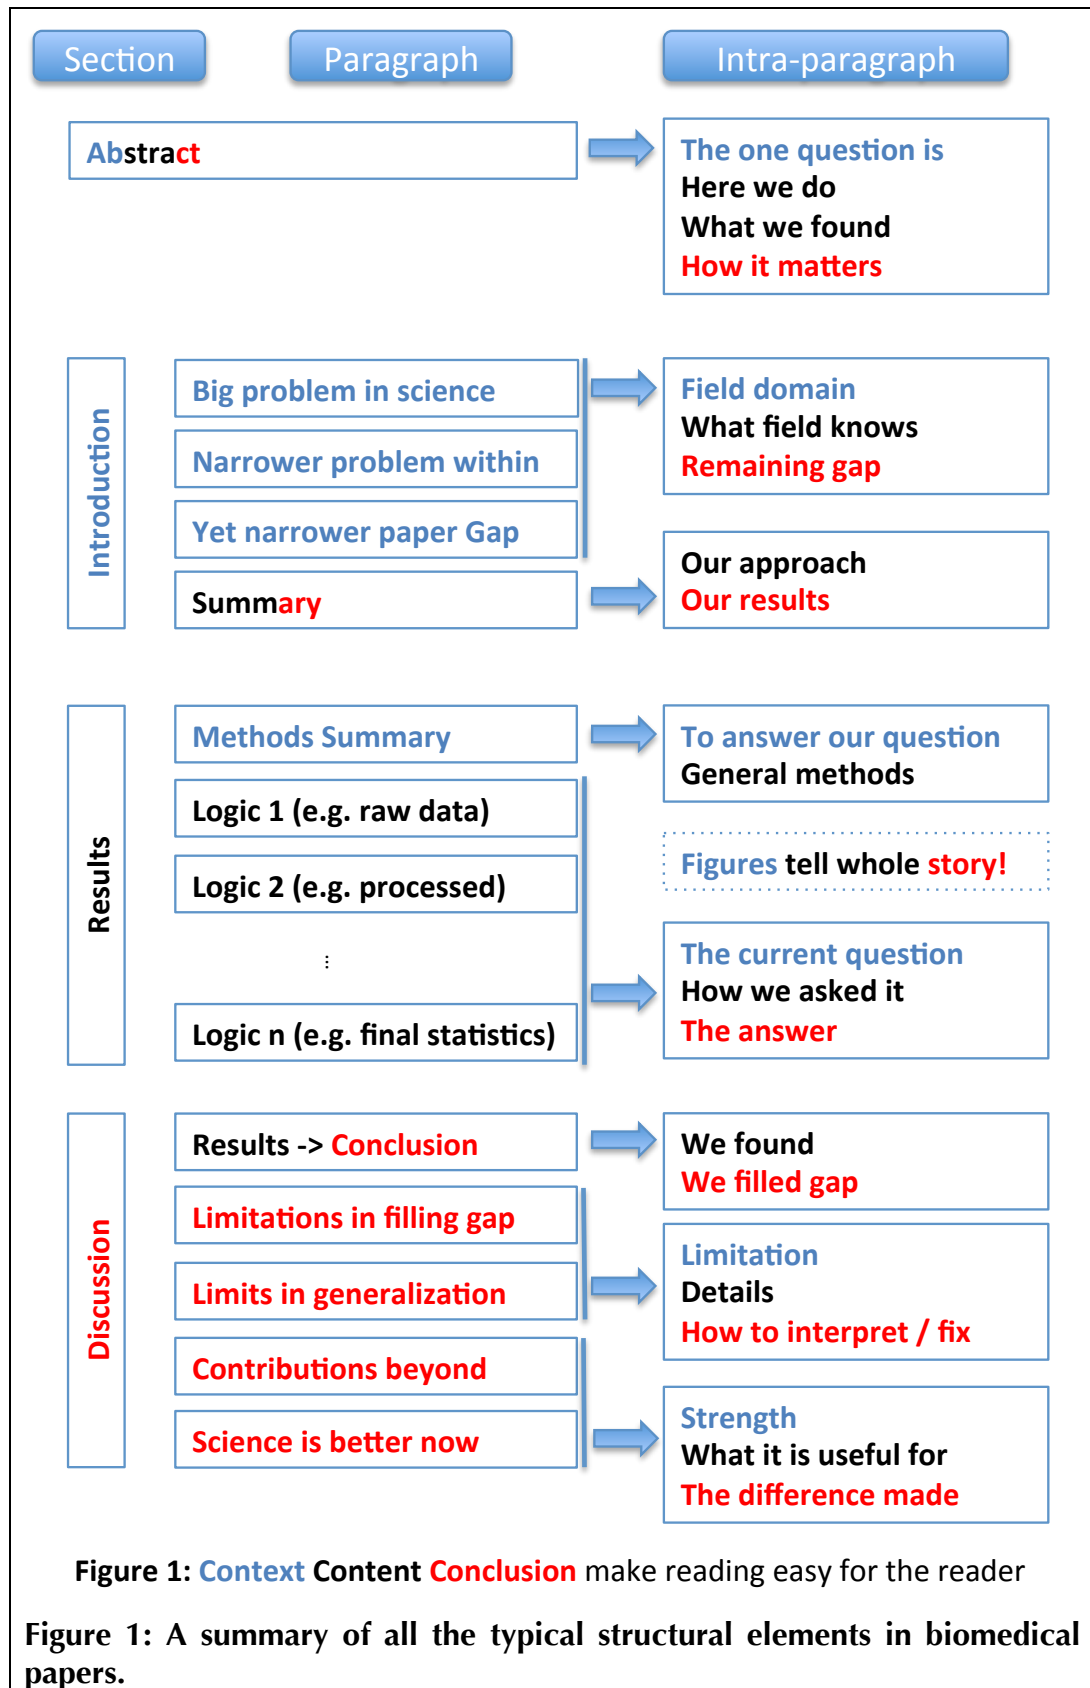 Section
Paragraph
Intra-paragraph
Abstract
The one question is
Here we do
What we found
How it matters
Introduction
Big problem in science
Narrower problem within
Yet narrower paper Gap
Summary
Field domain
What field knows
Remaining gap
Our approach
Our results
Results
Methods Summary
Logic 1 (e.g. raw data)
Logic 2 (e.g. processed)
...
Logic n (e.g. final statistics)
To answer our question
General methods
Figures tell whole story!
The current question
How we asked it
The answer
Discussion
Results -> Conclusion
Limitations in filling gap
Limits in generalization
Contributions beyond
Science is better now
We found
We filled gap
Limitation
Details
How to interpret / fix
Strength
What it is useful for
The difference made
Figure 1: Context Content Conclusion make reading easy for the reader
Figure 1: A summary of all the typical structural elements in biomedical
papers.